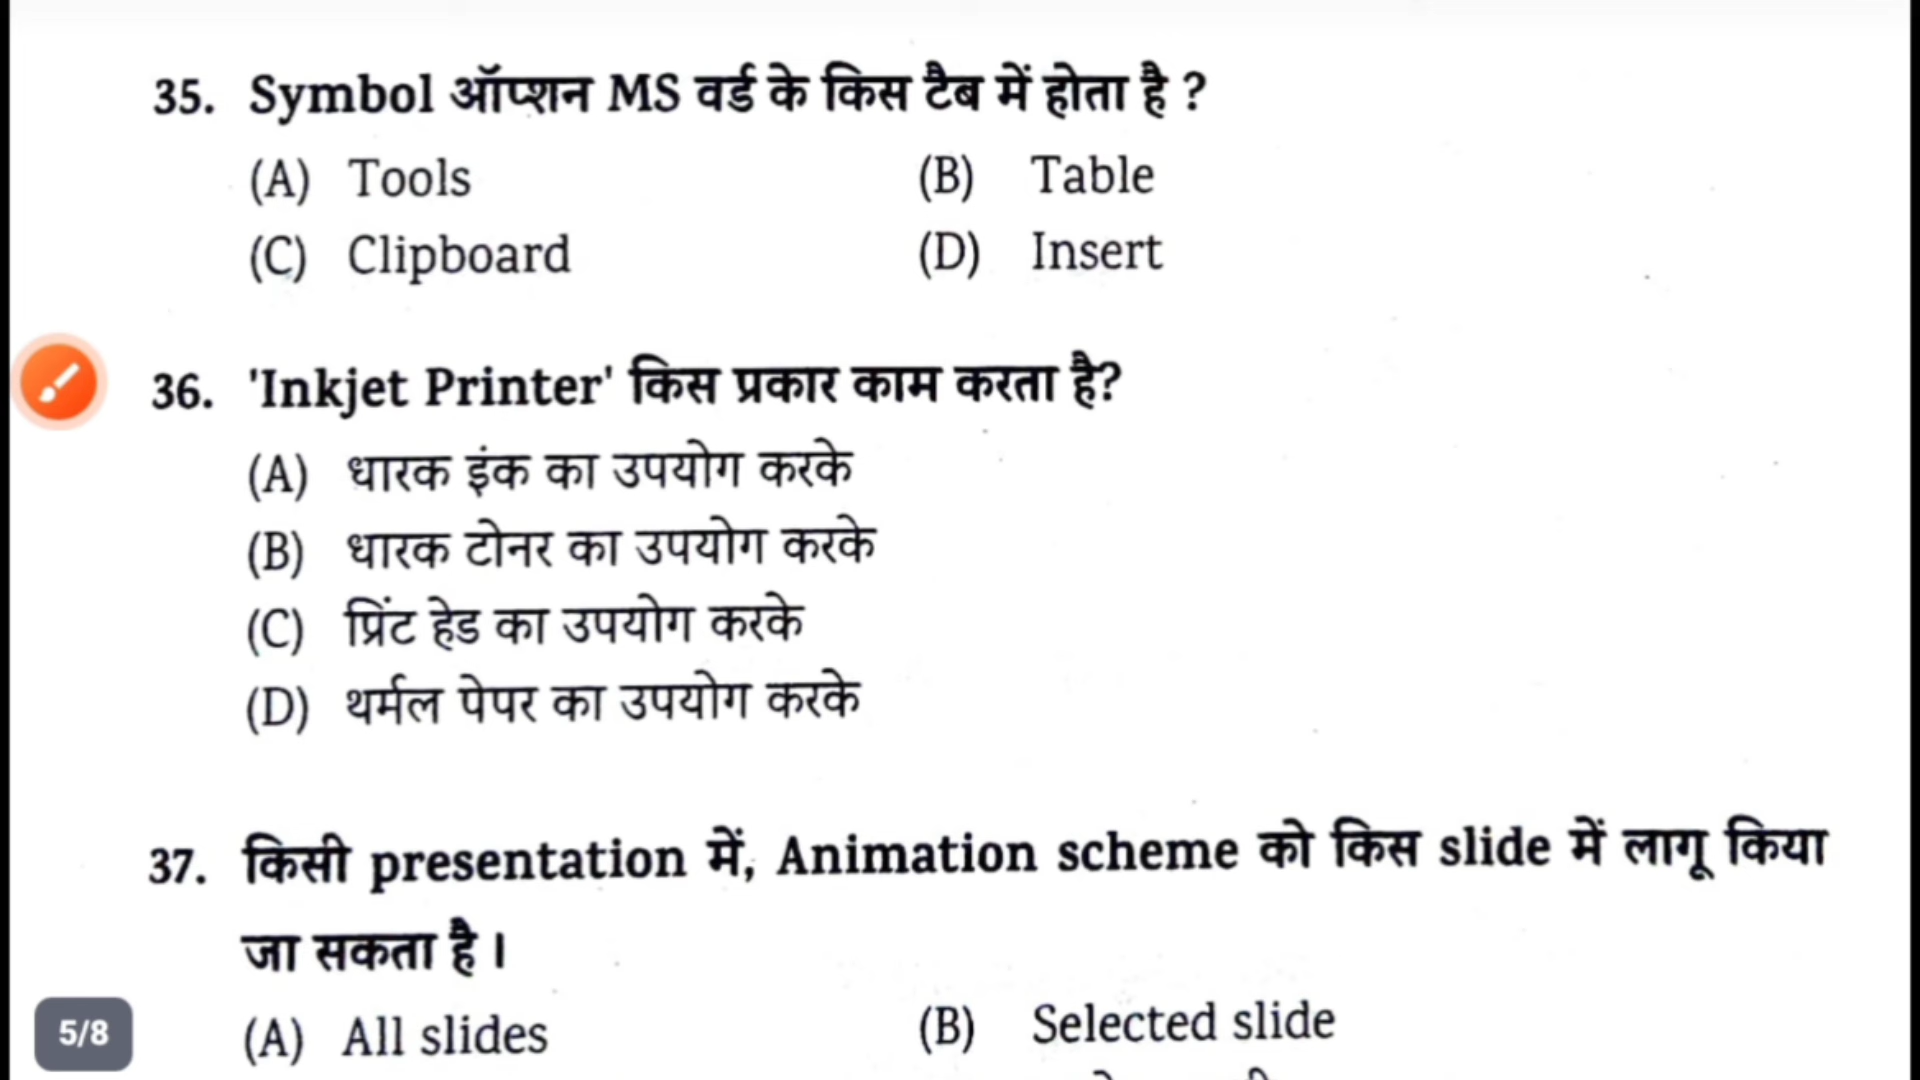 35. Symbol ऑप्शन MS वर्ड के किस टैब में होता है ?
(A) Tools (B) Table
(C) Clipboard (D) Insert
36. 'Inkjet Printer' किस प्रकार काम करता है?
(A) धारक इंक का उपयोग करके
(B) धारक टोनर का उपयोग करके
(C) प्रिंट हेड का उपयोग करके
(D) थर्मल पेपर का उपयोग करके
37. किसी presentation में, Animation scheme को किस slide में लागू किया
जा सकता है ।
(A) All slides (B) Selected slide
5/8